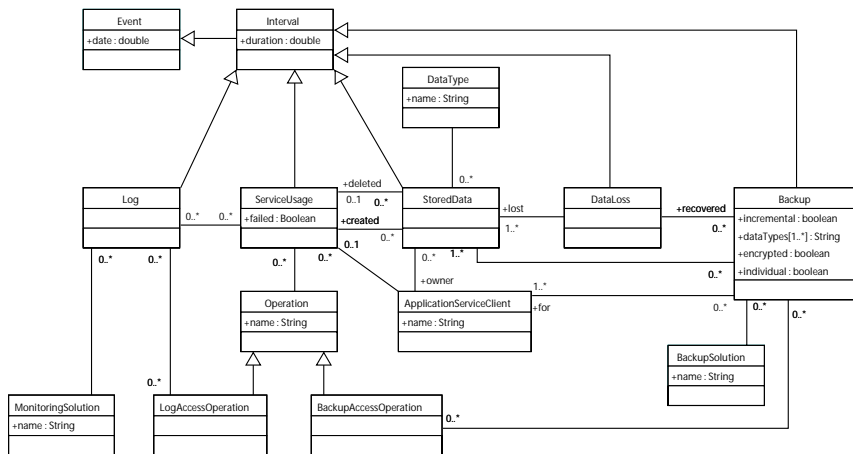 Event
+date : double
Interval
+duration : double
DataType
+name : String
0..*
Log
0..*
0..*
ServiceUsage
+failed : Boolean
+deleted
0..1
0..*
+created
0..*
0..1
StoredData
+lost
1..*
DataLoss
+recovered
0..*
Backup
+incremental : boolean
+dataTypes[1..*] : String
+encrypted : boolean
+individual : boolean
0..*
0..*
0..*
0..*
0..*
1..*
0..*
+owner
Operation
+name : String
ApplicationServiceClient
+name : String
1..*
+for
0..*
0..*
0..*
BackupSolution
+name : String
0..*
MonitoringSolution
+name : String
LogAccessOperation
BackupAccessOperation
0..*